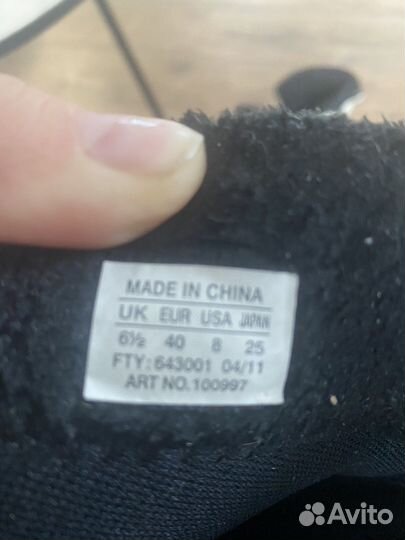 MADE IN CHINA
UK EUR USA JAPAN
6½ 40 8 25
FTY: 643001 04/11
ART NO. 100997
Avito